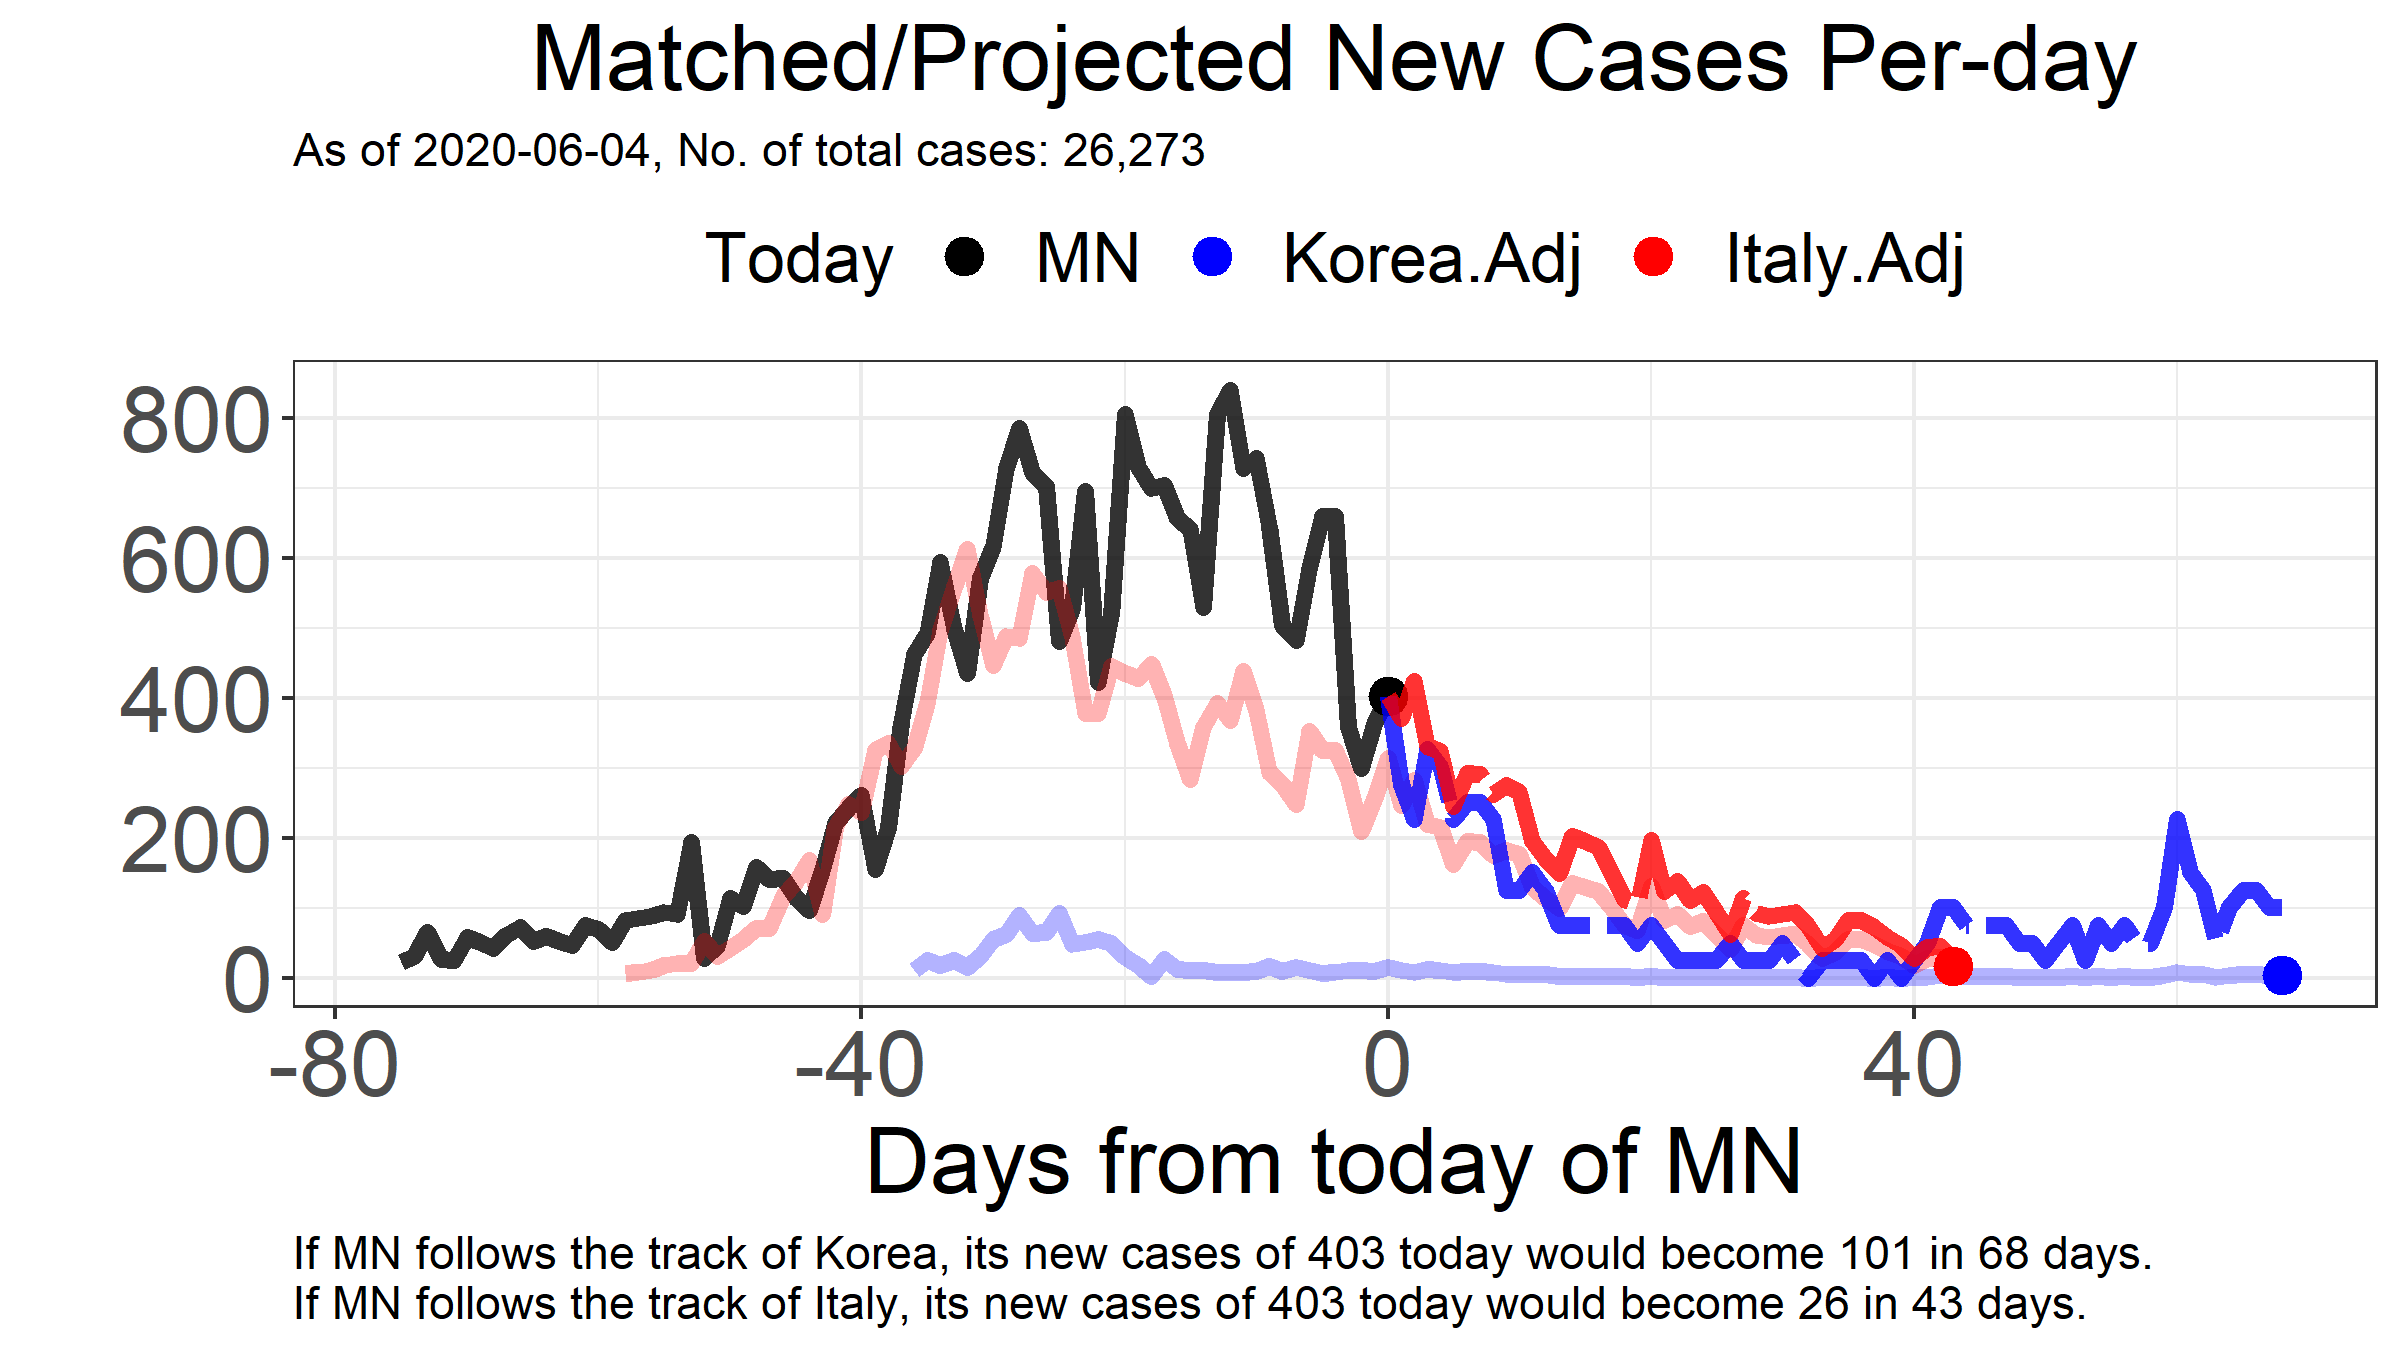 Matched/Projected New Cases Per-day
As of 2020-06-04, No. of total cases: 26,273
Today MN Korea.Adj Italy.Adj
800
600
400
200
0
-80 -40 0 40
Days from today of MN
If MN follows the track of Korea, its new cases of 403 today would become 101 in 68 days.
If MN follows the track of Italy, its new cases of 403 today would become 26 in 43 days.